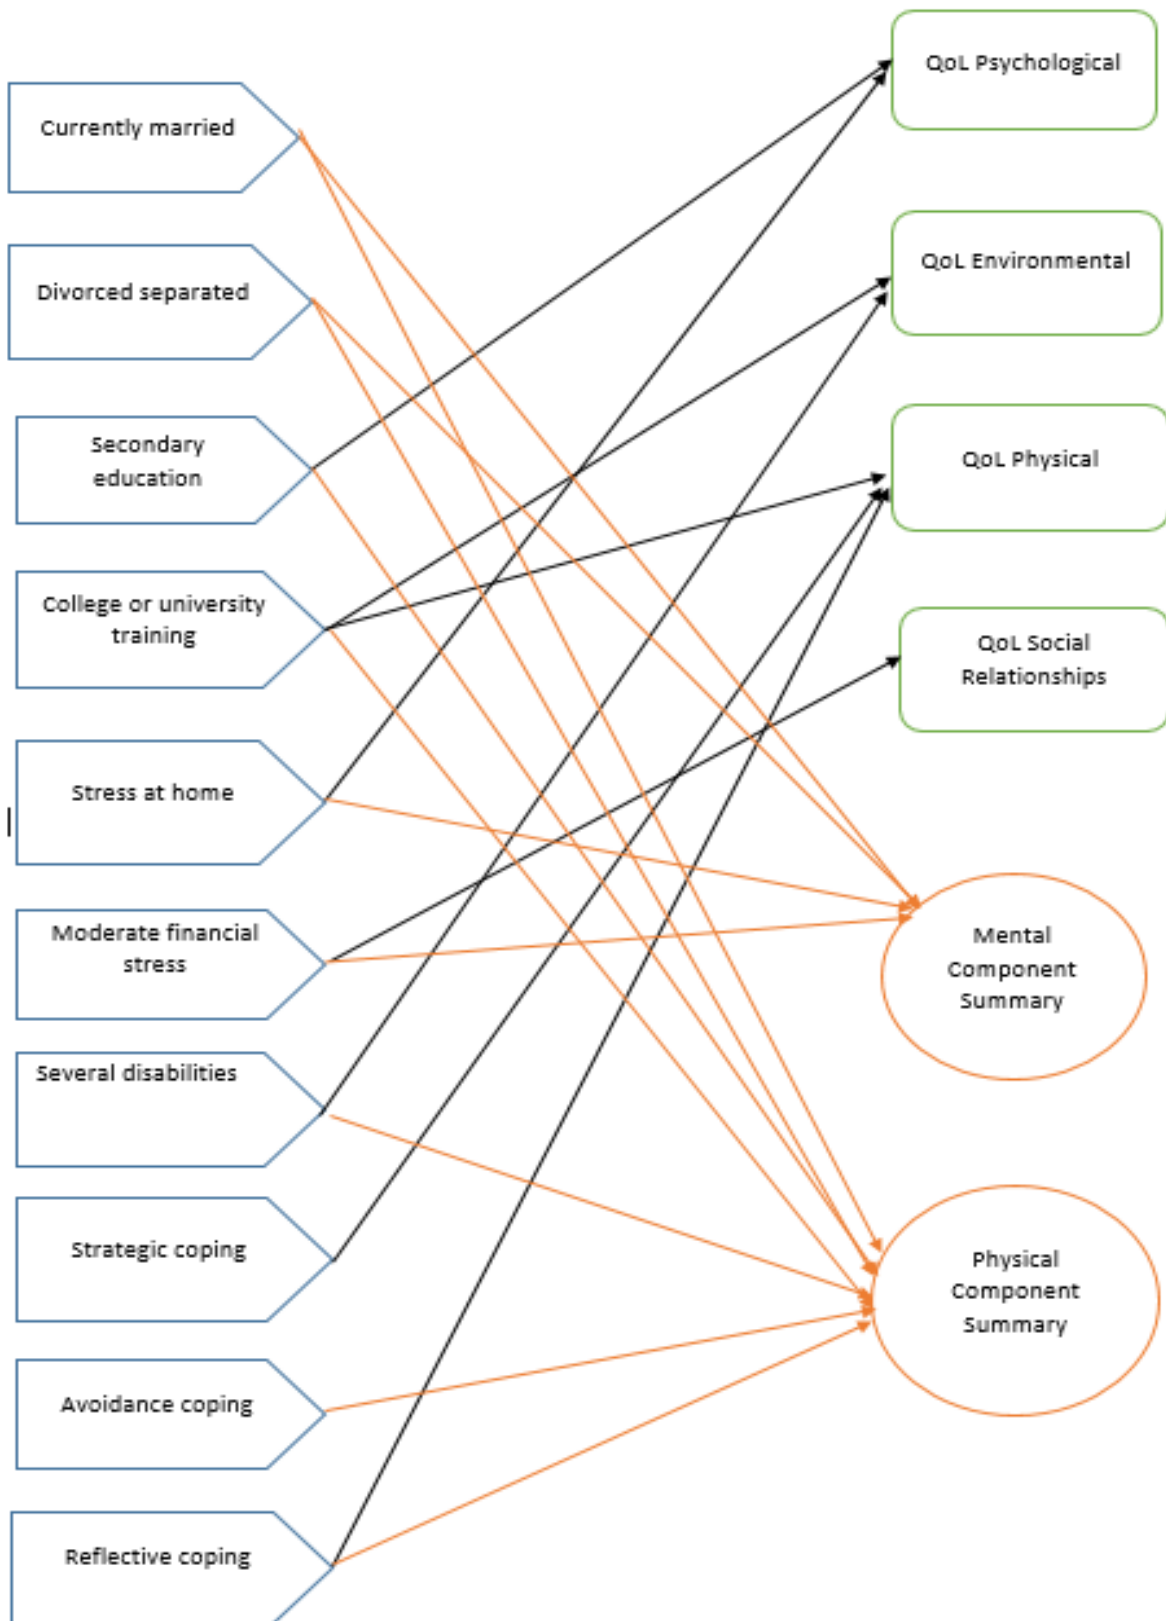 Currently married
Divorced separated
Secondary
education
College or university
training
Stress at home
Moderate financial
stress
Several disabilities
Strategic coping
Avoidance coping
Reflective coping
QoL Psychological
QoL Environmental
QoL Physical
QoL Social
Relationships
Mental
Component
Summary
Physical
Component
Summary